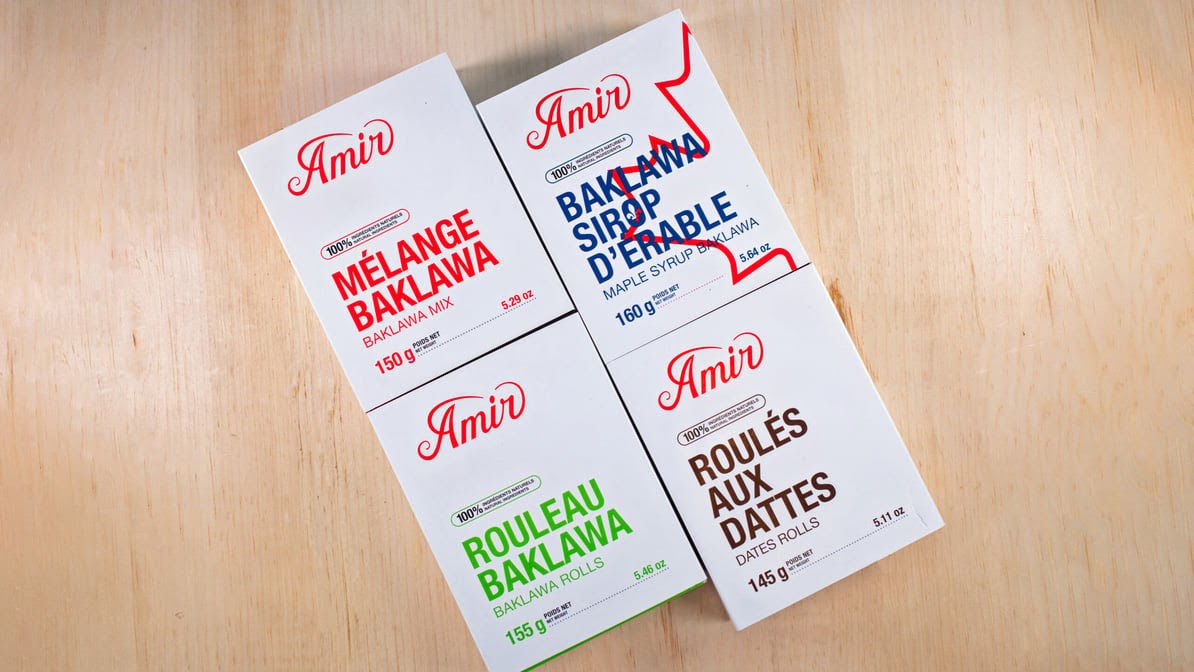 Amir
100% INGRÉDIENTS NATURELS
NATURAL INGREDIENTS
MÉLANGE
BAKLAWA
BAKLAWA MIX
150 g POIDS NET
NET WEIGHT
5.29 oz
Amir
100% INGRÉDIENTS NATURELS
NATURAL INGREDIENTS
BAKLAWA
SIROP
D'ÉRABLE
MAPLE SYRUP BAKLAWA
160 g POIDS NET
NET WEIGHT
5.64 oz
Amir
100% INGRÉDIENTS NATURELS
NATURAL INGREDIENTS
ROULEAU
BAKLAWA
BAKLAWA ROLLS
155 g POIDS NET
NET WEIGHT
5.46 oz
Amir
100% INGRÉDIENTS NATURELS
NATURAL INGREDIENTS
ROULÉS
AUX
DATTES
DATES ROLLS
145 g POIDS NET
NET WEIGHT
5.11 oz